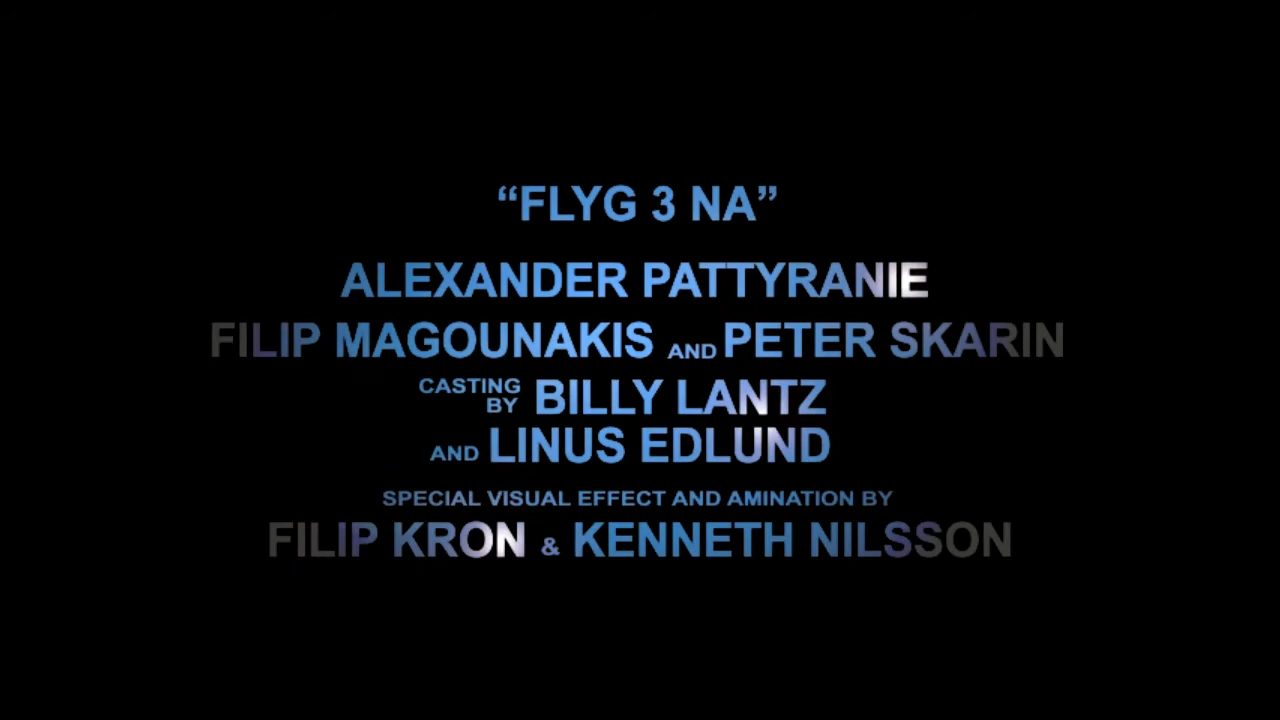 “FLYG 3 NA”
ALEXANDER PATTYRANIE
FILIP MAGOUNAKIS AND PETER SKARIN
CASTING BY BILLY LANTZ
AND LINUS EDLUND
SPECIAL VISUAL EFFECT AND AMINATION BY
FILIP KRON & KENNETH NILSSON